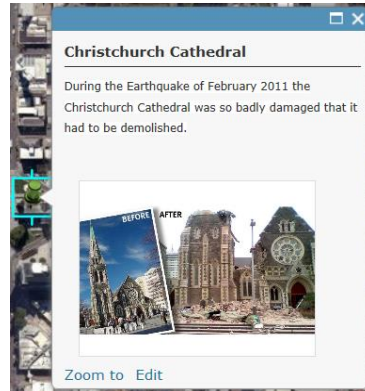 Christchurch Cathedral
During the Earthquake of February 2011 the
Christchurch Cathedral was so badly damaged that it
had to be demolished.
BEFORE AFTER
Zoom to Edit